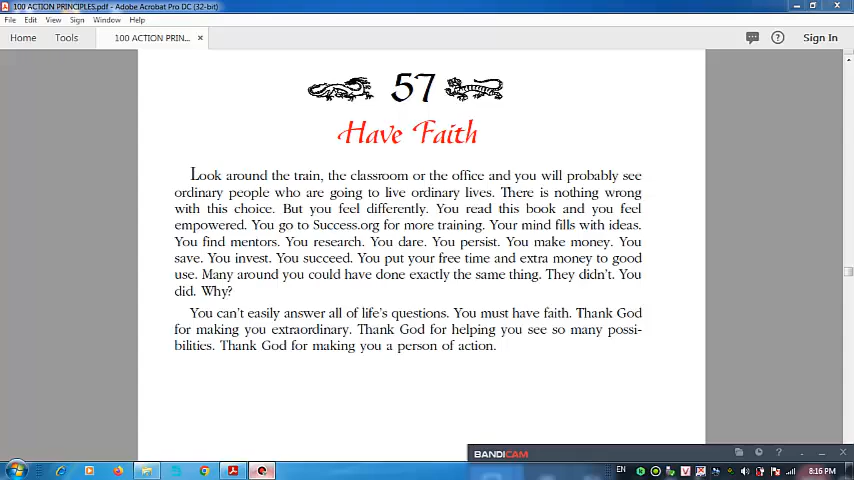 100 ACTION PRINCIPLES.pdf - Adobe Acrobat Pro DC (32-bit)
File Edit View Sign Window Help
Home Tools 100 ACTION PRIN... × Sign In
57
Have Faith
Look around the train, the classroom or the office and you will probably see
ordinary people who are going to live ordinary lives. There is nothing wrong
with this choice. But you feel differently. You read this book and you feel
empowered. You go to Success.org for more training. Your mind fills with ideas.
You find mentors. You research. You dare. You persist. You make money. You
save. You invest. You succeed. You put your free time and extra money to good
use. Many around you could have done exactly the same thing. They didn't. You
did. Why?
You can't easily answer all of life's questions. You must have faith. Thank God
for making you extraordinary. Thank God for helping you see so many possi-
bilities. Thank God for making you a person of action.
BANDICAM
EN 8:16 PM